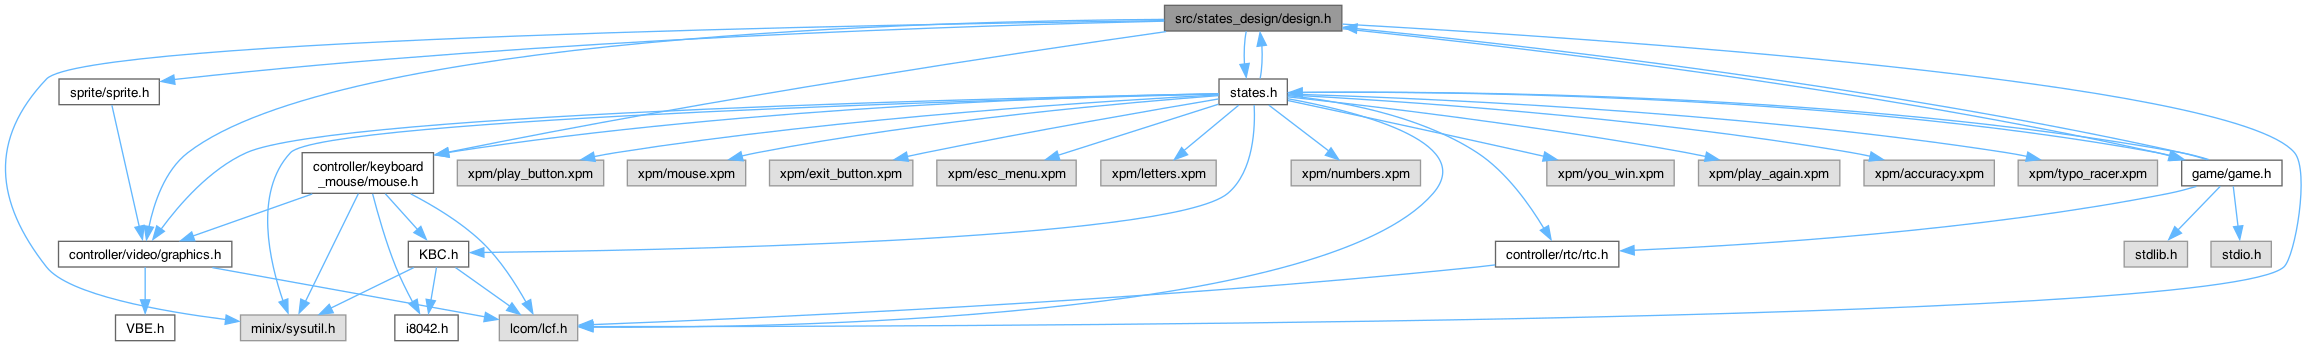 src/states_design/design.h
sprite/sprite.h
states.h
controller/keyboard
_mouse/mouse.h
xpm/play_button.xpm
xpm/mouse.xpm
xpm/exit_button.xpm
xpm/esc_menu.xpm
xpm/letters.xpm
xpm/numbers.xpm
xpm/you_win.xpm
xpm/play_again.xpm
xpm/accuracy.xpm
xpm/typo_racer.xpm
game/game.h
controller/video/graphics.h
KBC.h
controller/rtc/rtc.h
stdlib.h
stdio.h
VBE.h
minix/sysutil.h
i8042.h
lcom/lcf.h